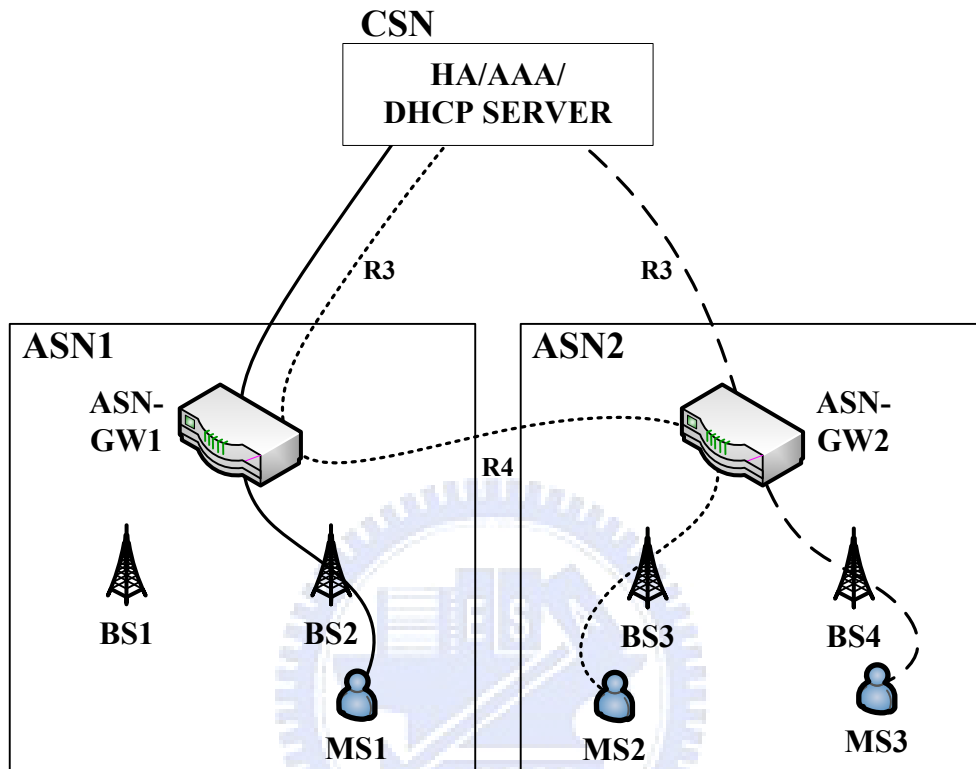 CSN
HA/AAA/
DHCP SERVER
R3
R3
ASN1
ASN2
ASN-
GW1
ASN-
GW2
R4
BS1
BS2
BS3
BS4
MS1
MS2
MS3